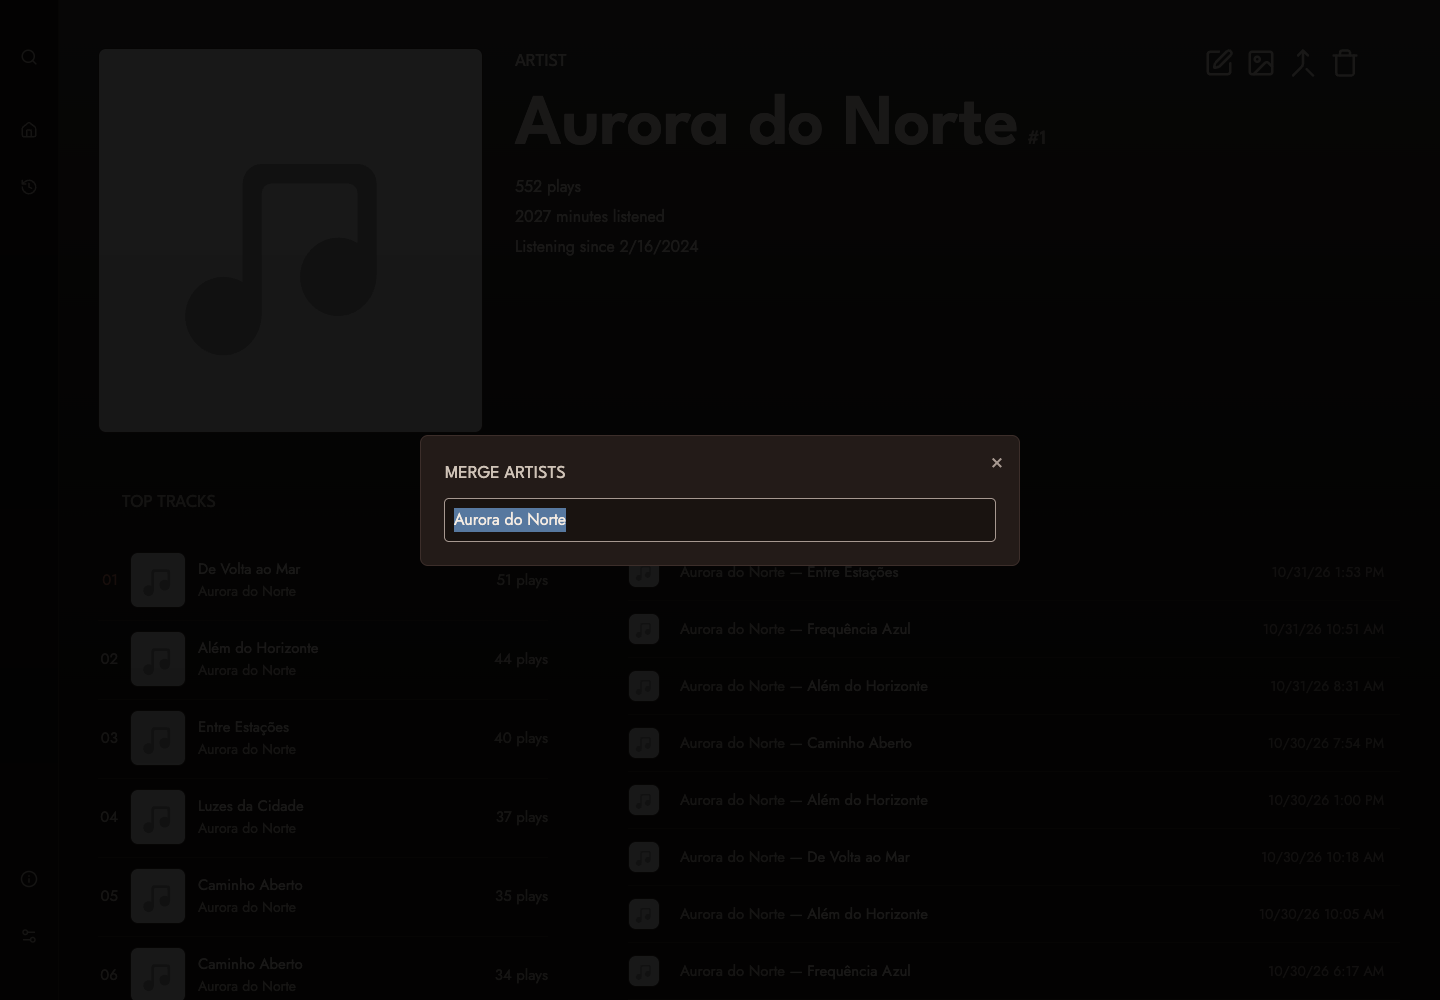 ARTIST
Aurora do Norte #1
552 plays
2027 minutes listened
Listening since 2/16/2024
MERGE ARTISTS
Aurora do Norte
TOP TRACKS
01
De Volta ao Mar
Aurora do Norte
51 plays
02
Além do Horizonte
Aurora do Norte
44 plays
03
Entre Estações
Aurora do Norte
40 plays
04
Luzes da Cidade
Aurora do Norte
37 plays
05
Caminho Aberto
Aurora do Norte
35 plays
06
Caminho Aberto
Aurora do Norte
34 plays
Aurora do Norte — Entre Estações 10/31/26 1:53 PM
Aurora do Norte — Frequência Azul 10/31/26 10:51 AM
Aurora do Norte — Além do Horizonte 10/31/26 8:31 AM
Aurora do Norte — Caminho Aberto 10/30/26 7:54 PM
Aurora do Norte — Além do Horizonte 10/30/26 1:00 PM
Aurora do Norte — De Volta ao Mar 10/30/26 10:18 AM
Aurora do Norte — Além do Horizonte 10/30/26 10:05 AM
Aurora do Norte — Frequência Azul 10/30/26 6:17 AM